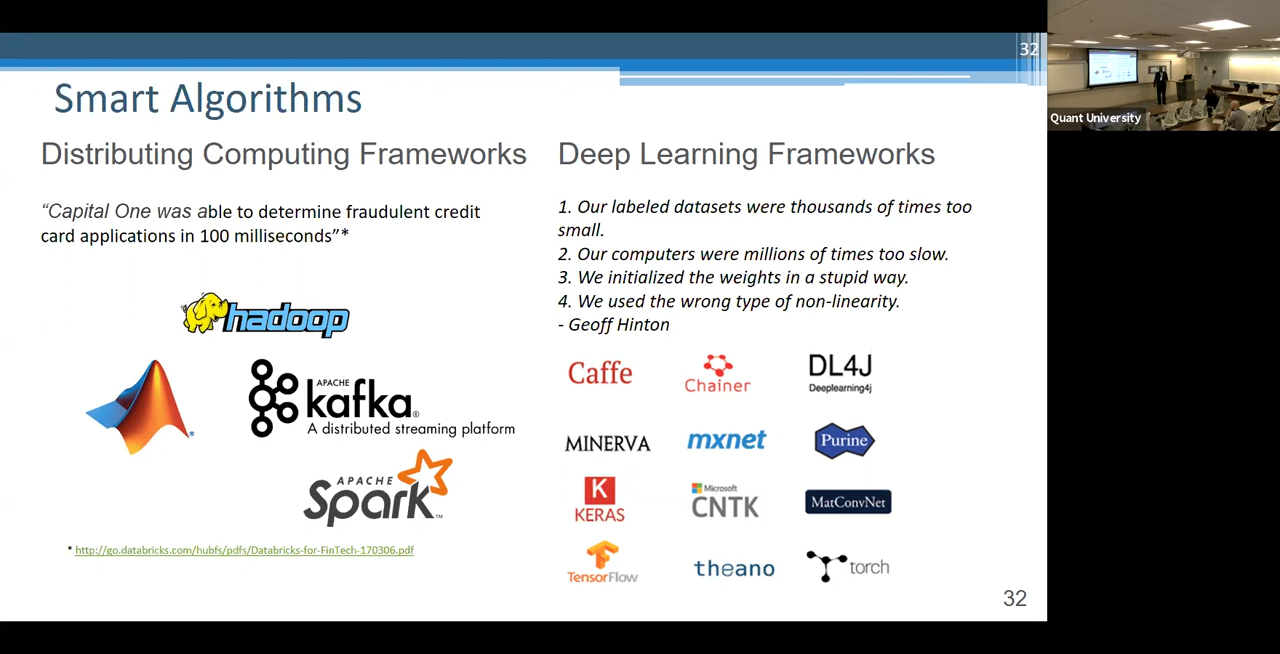 32
Smart Algorithms
Distributing Computing Frameworks
“Capital One was able to determine fraudulent credit
card applications in 100 milliseconds”*
hadoop
APACHE
kafka®
A distributed streaming platform
APACHE
Spark™
* http://go.databricks.com/hubfs/pdfs/Databricks-for-FinTech-170306.pdf
Deep Learning Frameworks
1. Our labeled datasets were thousands of times too
small.
2. Our computers were millions of times too slow.
3. We initialized the weights in a stupid way.
4. We used the wrong type of non-linearity.
- Geoff Hinton
Caffe
Chainer
DL4J
Deeplearning4j
MINERVA
mxnet
Purine
K
KERAS
Microsoft
CNTK
MatConvNet
TensorFlow
theano
torch
32
Quant University